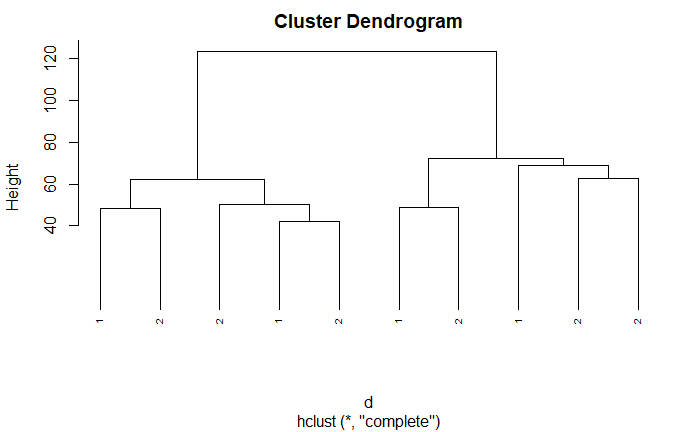 Cluster Dendrogram
Height
120
100
80
60
40
1 2 2 1 2 1 2 1 2 2
d
hclust (*, "complete")